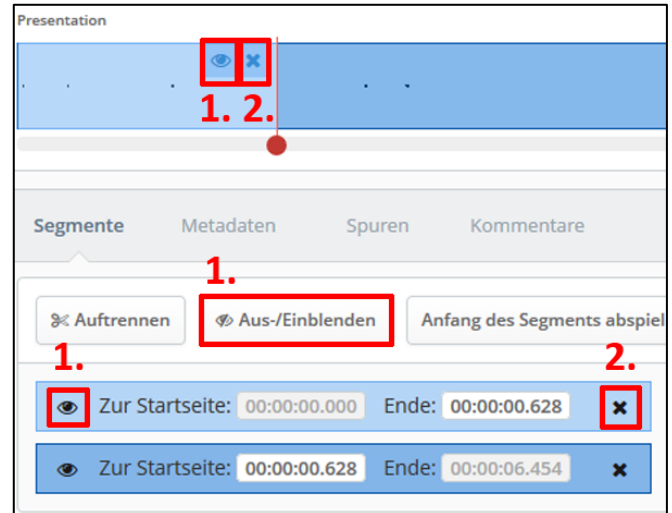 Presentation
1. 2.
Segmente Metadaten Spuren Kommentare
1.
Auftrennen Aus-/Einblenden Anfang des Segments abspiel
1. 2.
Zur Startseite: 00:00:00.000 Ende: 00:00:00.628
Zur Startseite: 00:00:00.628 Ende: 00:00:06.454